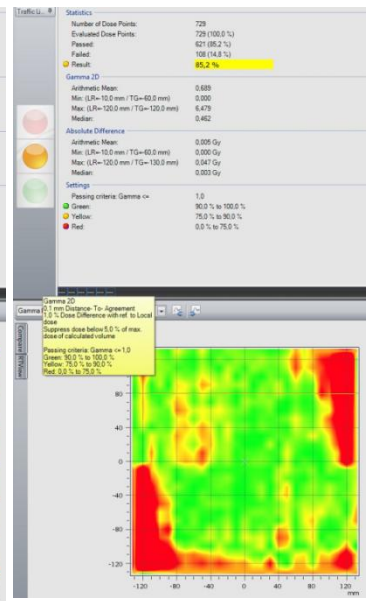 Traffic Li...
Statistics
Number of Dose Points: 729
Evaluated Dose Points: 729 (100,0 %)
Passed: 621 (85,2 %)
Failed: 108 (14,8 %)
Result: 85,2 %
Gamma 2D
Arithmetic Mean: 0,689
Min: (LR=-10,0 mm / TG=-60,0 mm) 0,000
Max: (LR=-120,0 mm / TG=-120,0 mm) 6,479
Median: 0,462
Absolute Difference
Arithmetic Mean: 0,005 Gy
Min: (LR=-10,0 mm / TG=-60,0 mm) 0,000 Gy
Max: (LR=-120,0 mm / TG=-130,0 mm) 0,047 Gy
Median: 0,003 Gy
Settings
Passing criteria: Gamma <= 1,0
Green: 90,0 % to 100,0 %
Yellow: 75,0 % to 90,0 %
Red: 0,0 % to 75,0 %
Gamma
Gamma 2D
0,1 mm Distance-To-Agreement
1,0 % Dose Difference with ref. to Local
dose
Suppress dose below 5.0 % of max.
dose of calculated volume
Passing criteria: Gamma <= 1,0
Green: 90,0 % to 100,0 %
Yellow: 75,0 % to 90,0 %
Red: 0,0 % to 75,0 %
Compare
80
40
0
-40
-80
-120
-120 -80 -40 0 40 80 120
mm